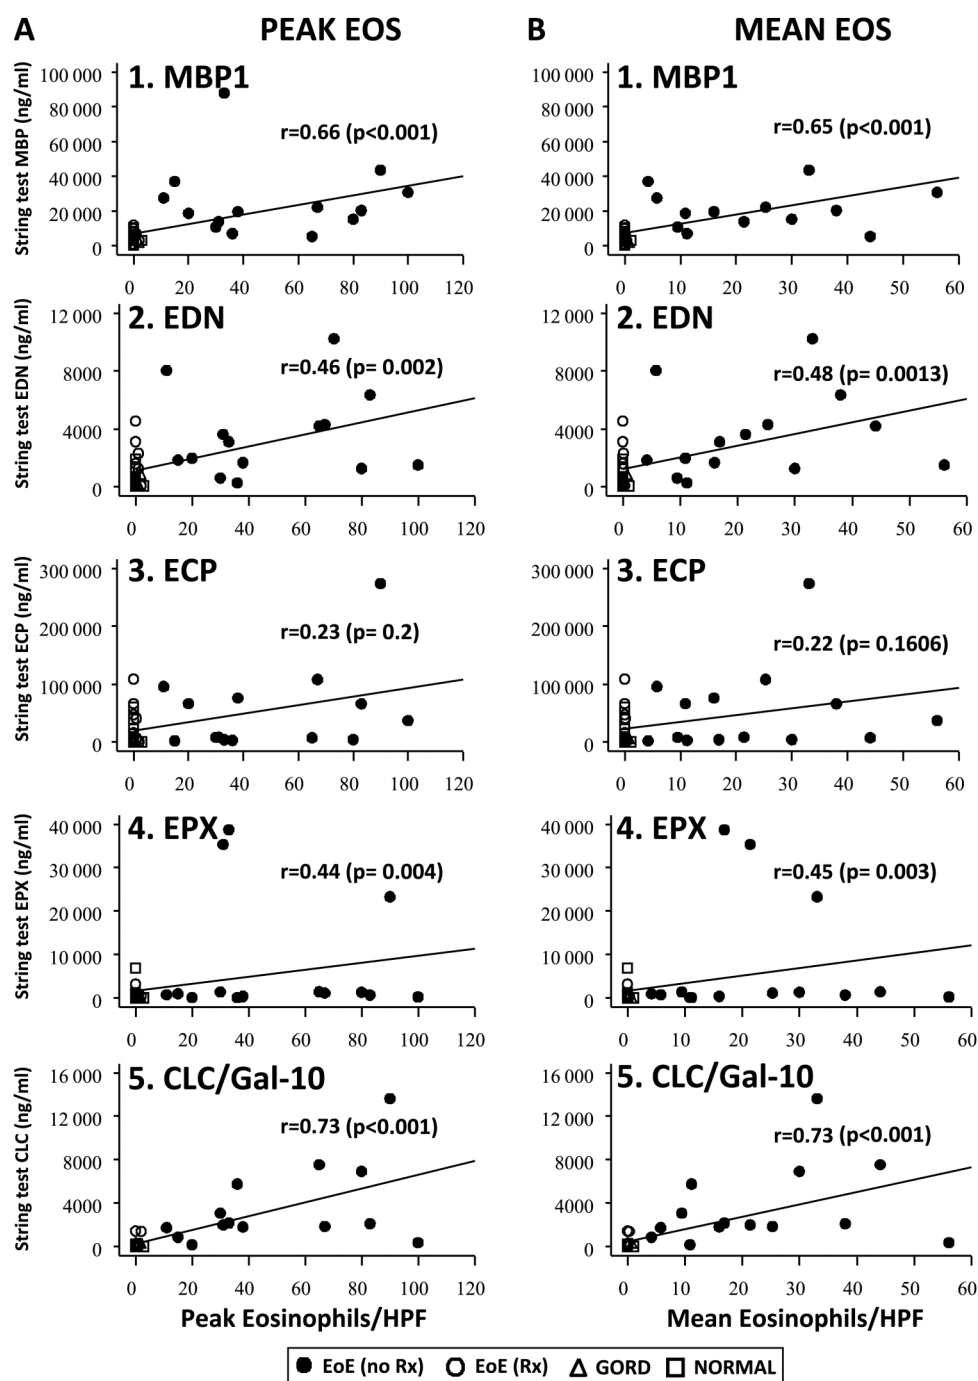 A PEAK EOS B MEAN EOS
String test MBP (ng/ml)
100 000
80 000
60 000
40 000
20 000
0
1. MBP1
r=0.66 (p<0.001)
0 20 40 60 80 100 120
100 000
80 000
60 000
40 000
20 000
0
1. MBP1
r=0.65 (p<0.001)
0 10 20 30 40 50 60
String test EDN (ng/ml)
12 000
8000
4000
0
2. EDN
r=0.46 (p= 0.002)
0 20 40 60 80 100 120
12 000
8000
4000
0
2. EDN
r=0.48 (p= 0.0013)
0 10 20 30 40 50 60
String test ECP (ng/ml)
300 000
200 000
100 000
0
3. ECP
r=0.23 (p= 0.2)
0 20 40 60 80 100 120
300 000
200 000
100 000
0
3. ECP
r=0.22 (p= 0.1606)
0 10 20 30 40 50 60
String test EPX (ng/ml)
40 000
30 000
20 000
10 000
0
4. EPX
r=0.44 (p= 0.004)
0 20 40 60 80 100 120
40 000
30 000
20 000
10 000
0
4. EPX
r=0.45 (p= 0.003)
0 10 20 30 40 50 60
String test CLC (ng/ml)
16 000
12 000
8000
4000
0
5. CLC/Gal-10
r=0.73 (p<0.001)
0 20 40 60 80 100 120
Peak Eosinophils/HPF
16 000
12 000
8000
4000
0
5. CLC/Gal-10
r=0.73 (p<0.001)
0 10 20 30 40 50 60
Mean Eosinophils/HPF
EoE (no Rx) EoE (Rx) GORD NORMAL